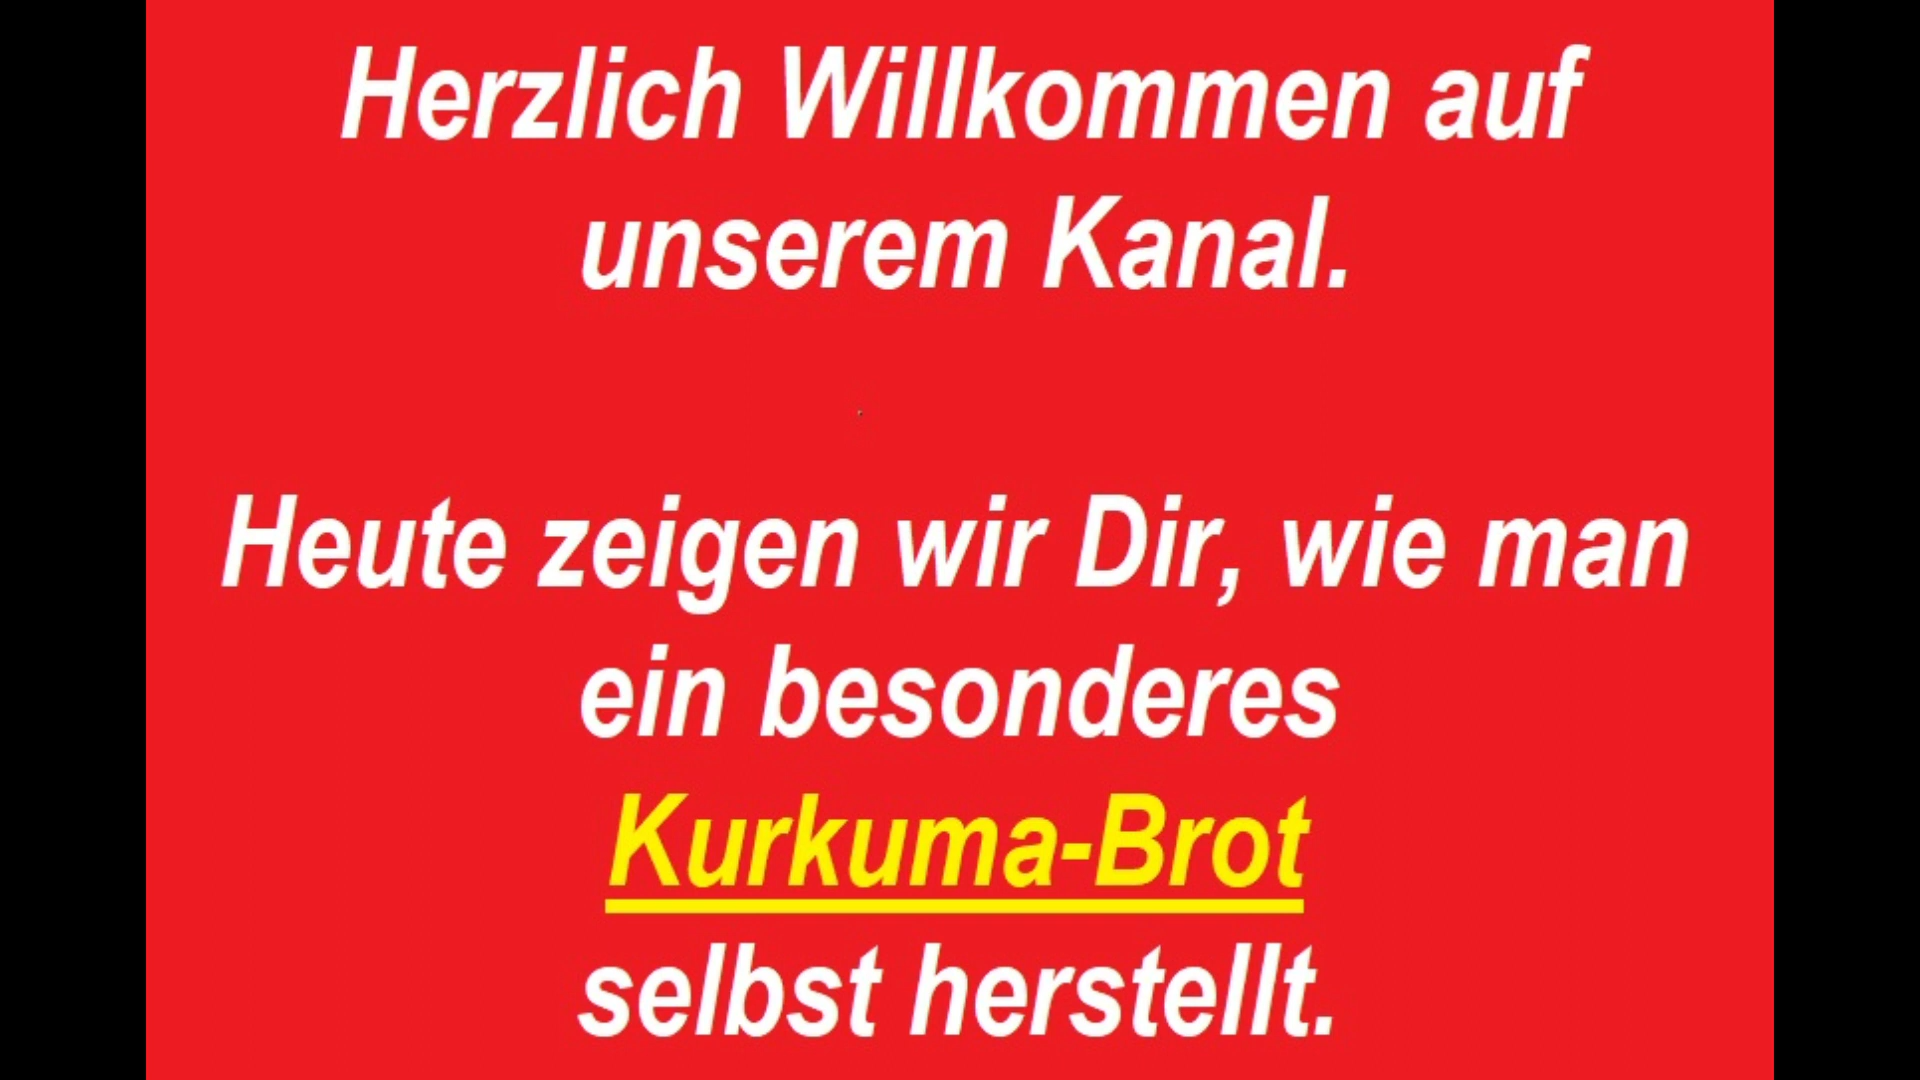 Herzlich Willkommen auf
unserem Kanal.
Heute zeigen wir Dir, wie man
ein besonderes
Kurkuma-Brot
selbst herstellt.